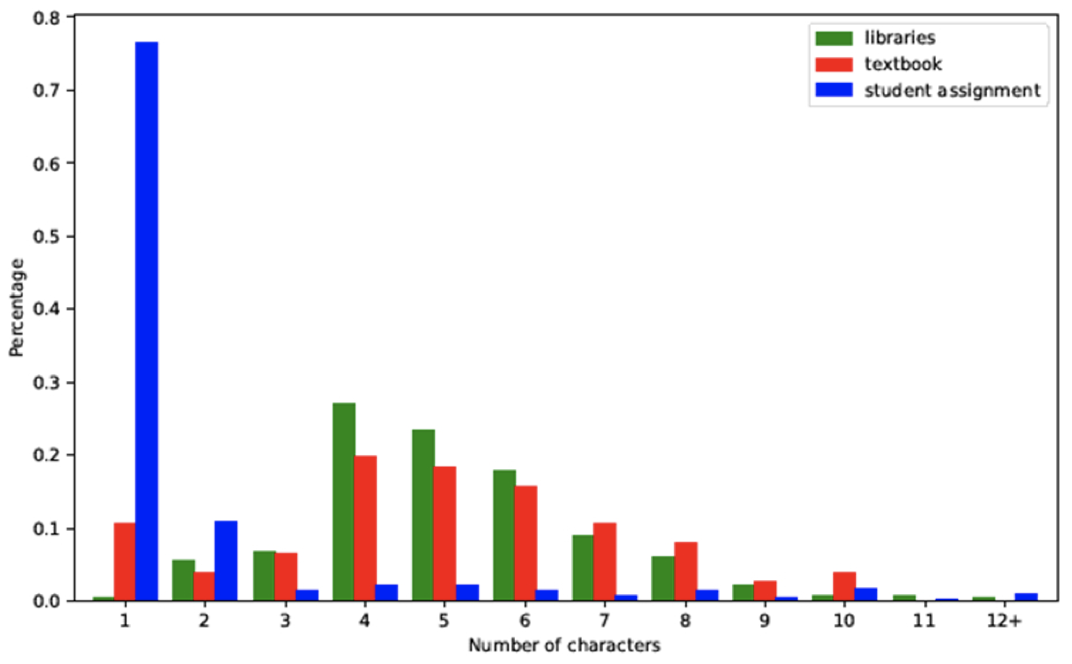 0.8
0.7
0.6
0.5
0.4
0.3
0.2
0.1
0.0
Percentage
libraries
textbook
student assignment
1 2 3 4 5 6 7 8 9 10 11 12+
Number of characters